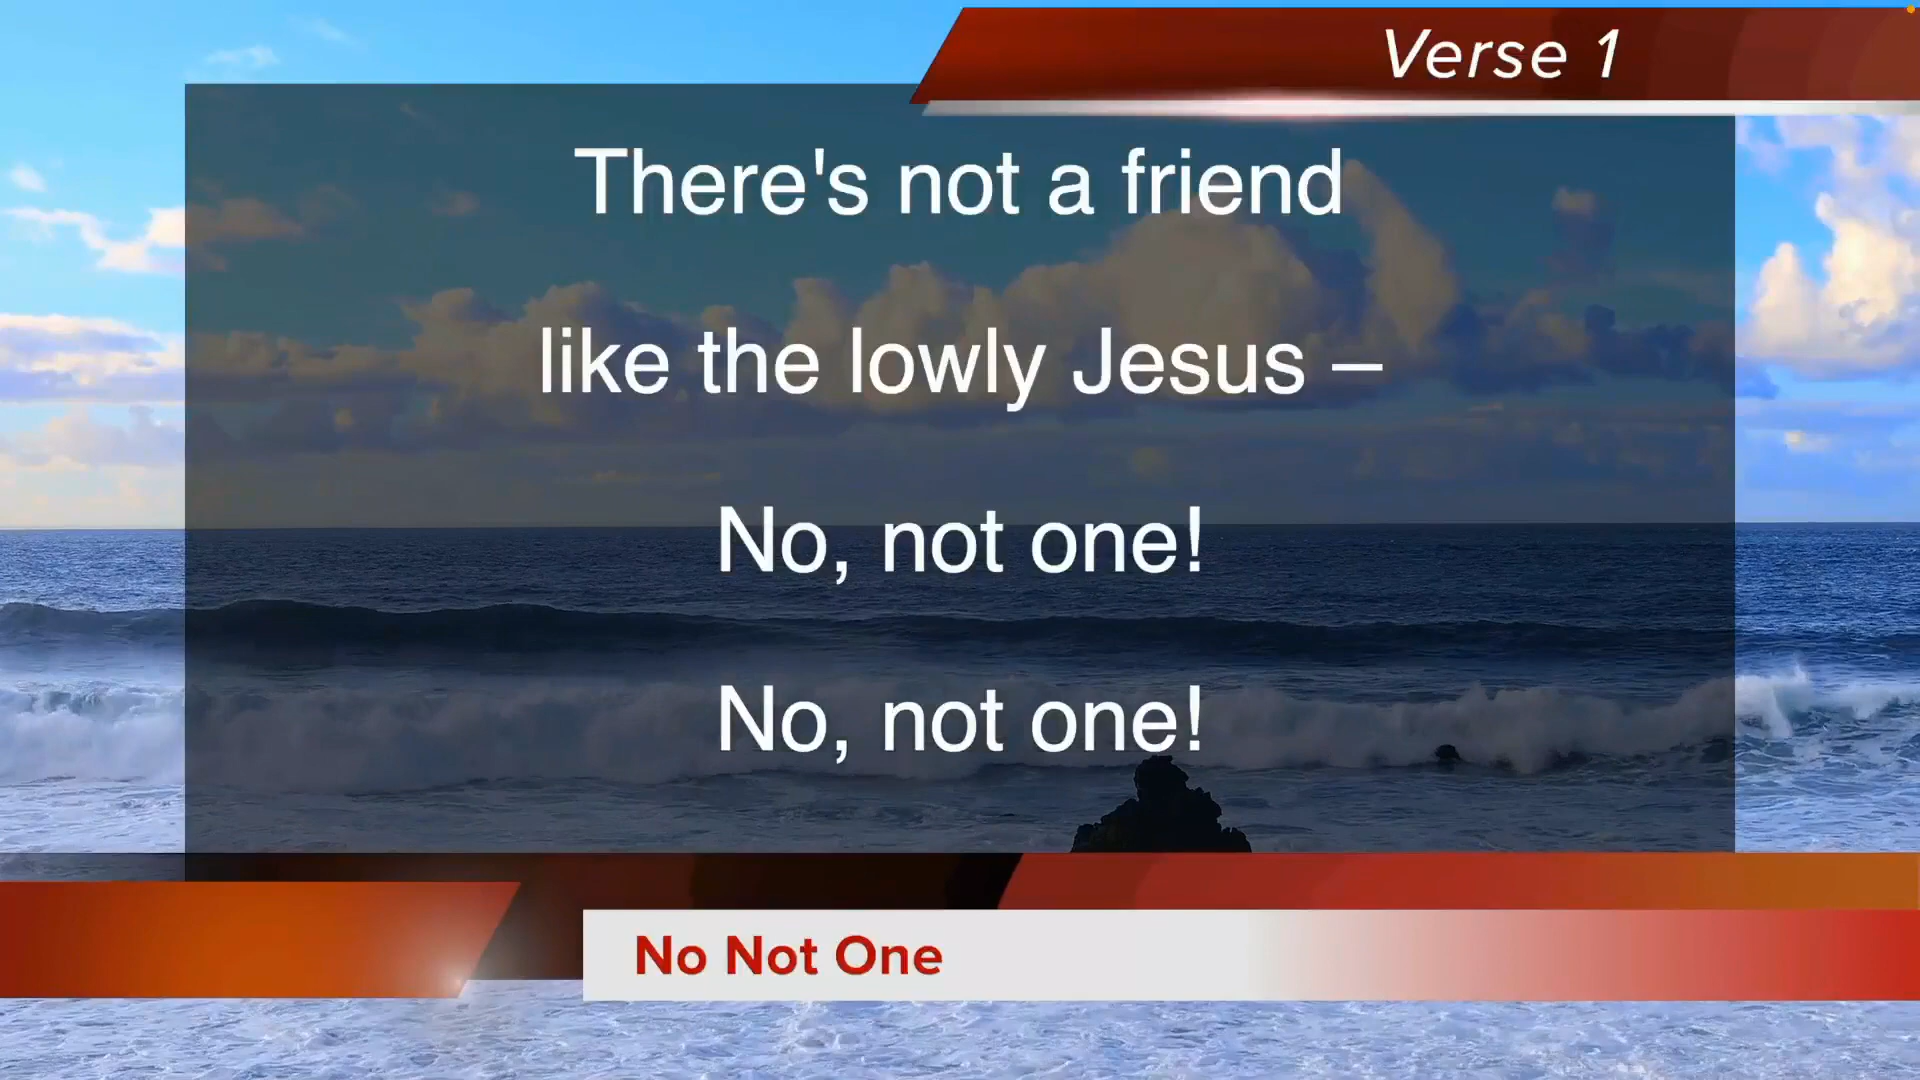 Verse 1
There's not a friend
like the lowly Jesus –
No, not one!
No, not one!
No Not One